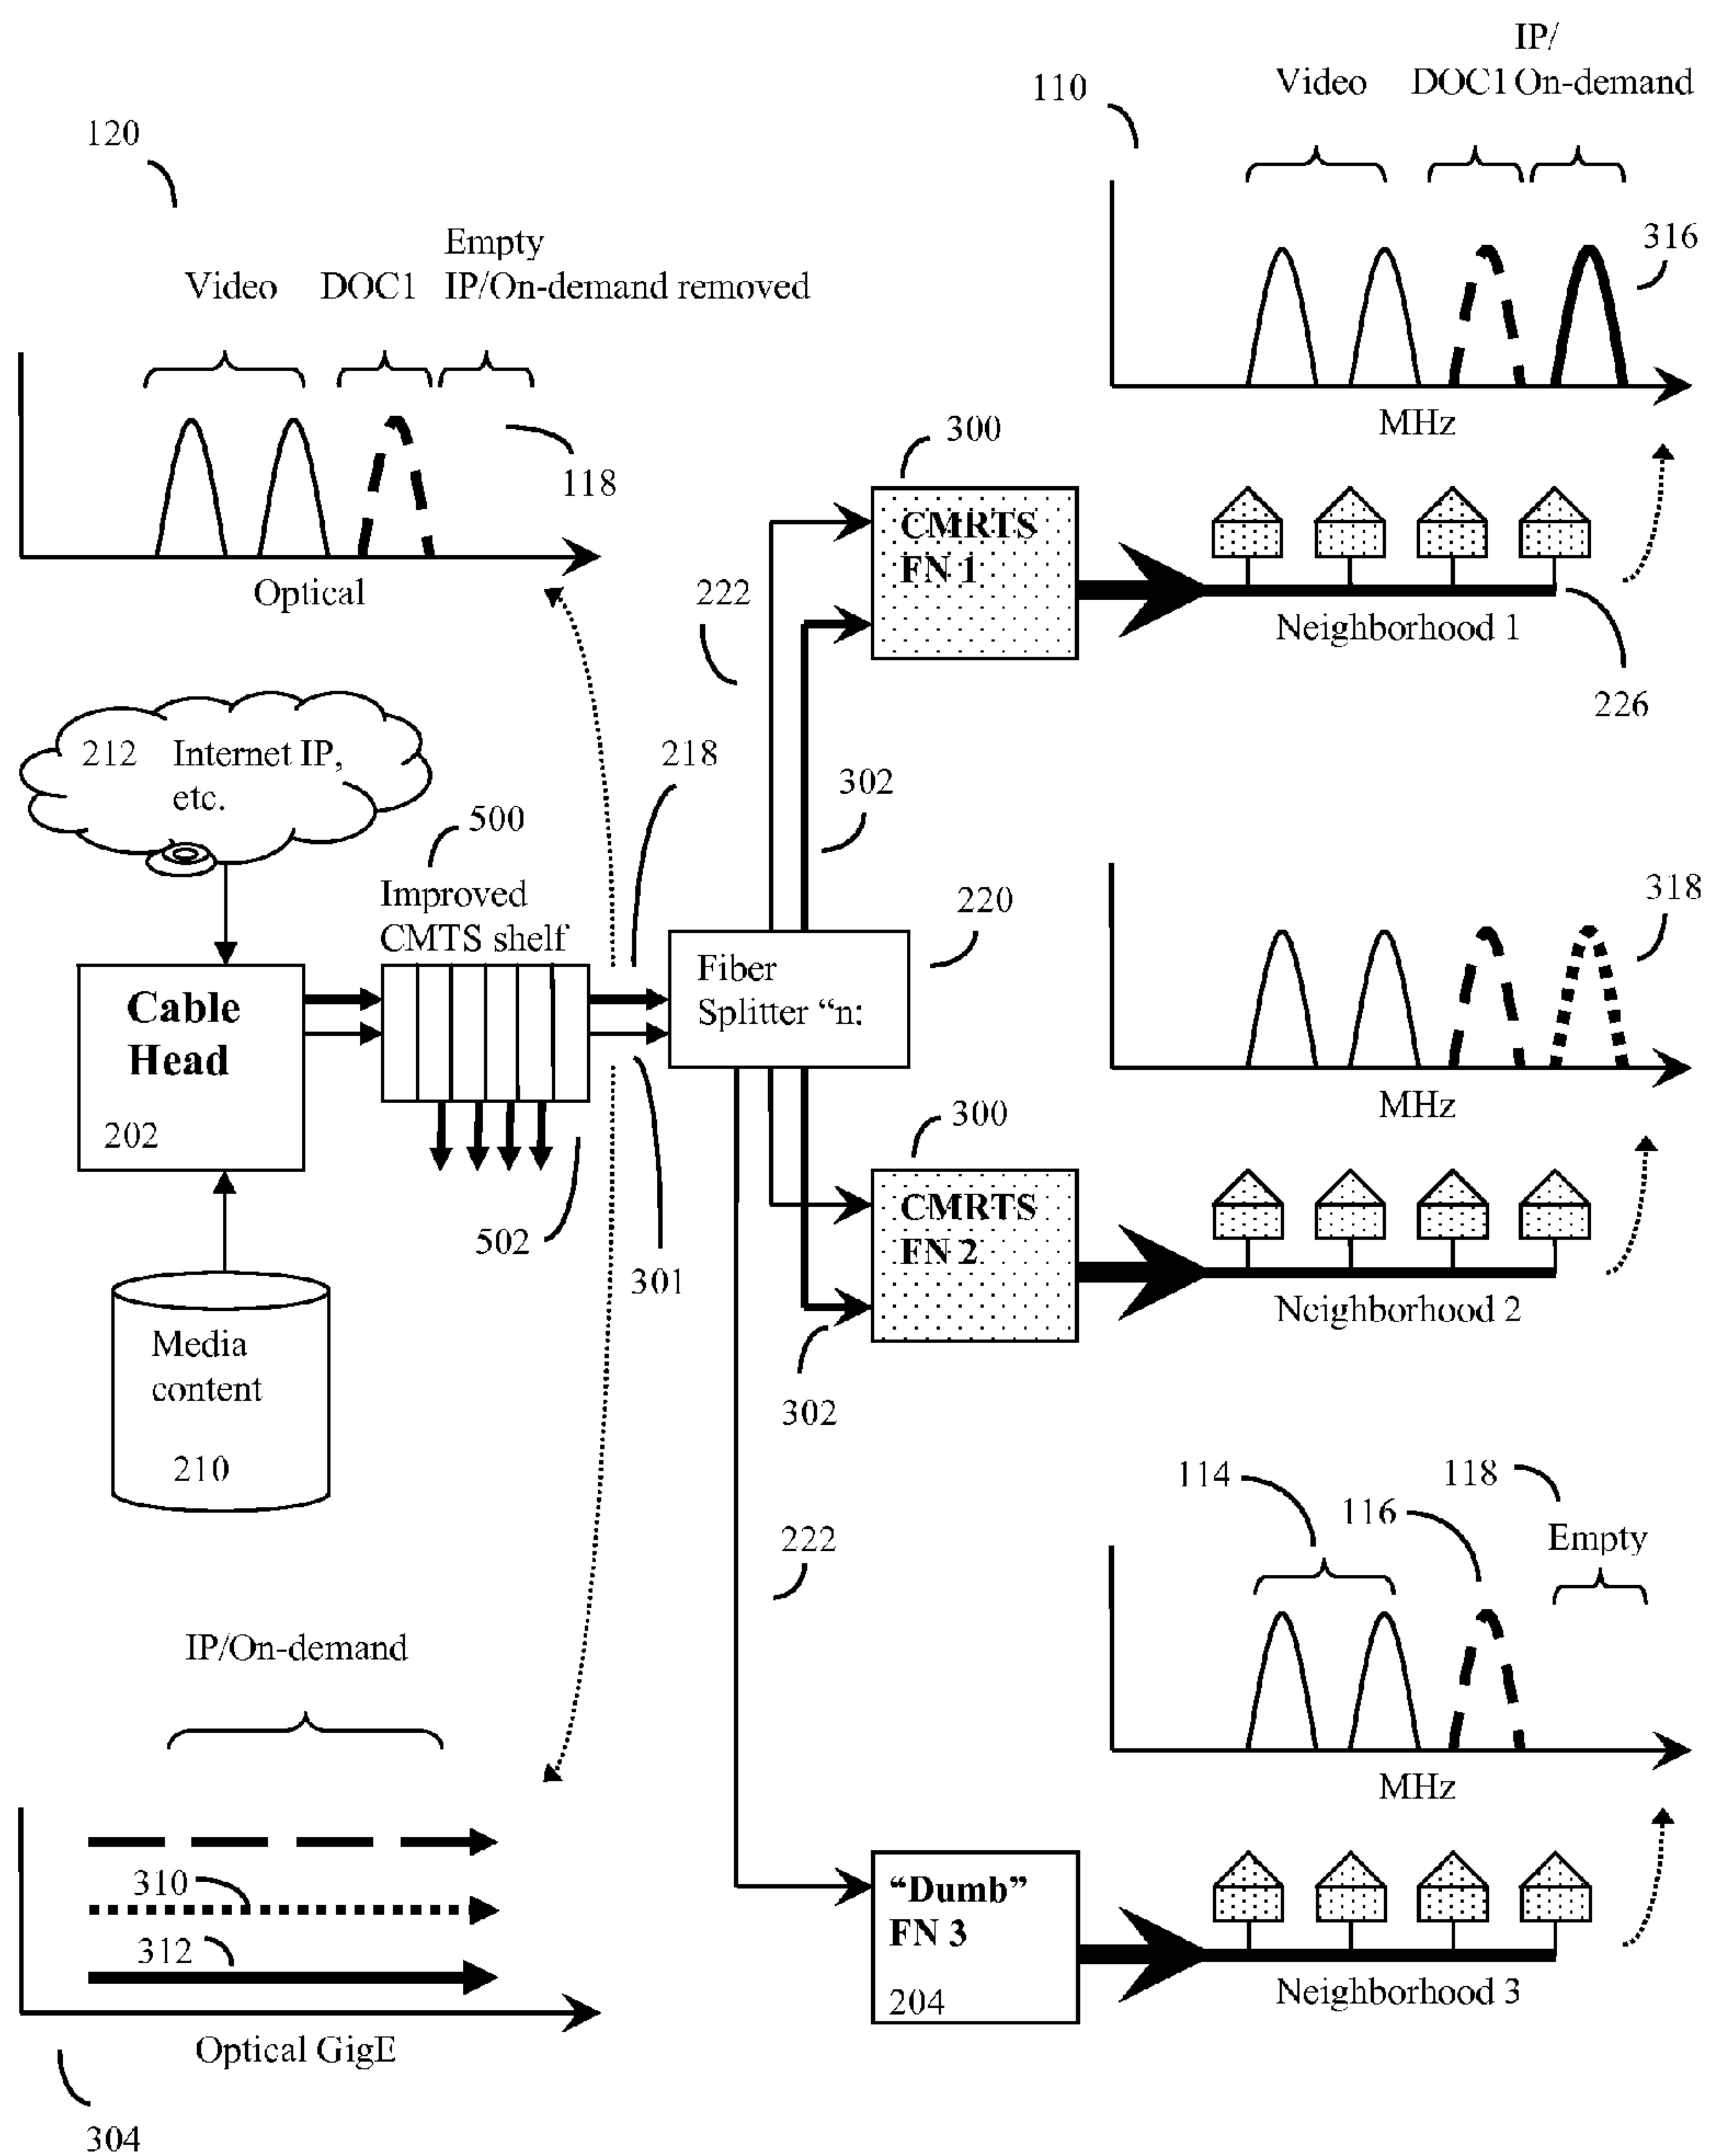 IP/
Video DOC1 On-demand
110
120
316
Empty
Video DOC1 IP/On-demand removed
MHz
300
118
CMRTS
FN 1
Optical
222
Neighborhood 1
226
212 Internet IP,
etc.
218
302
500
Improved
CMTS shelf
220
318
Fiber
Splitter “n:
Cable
Head
202
MHz
300
CMRTS
FN 2
502
301
Neighborhood 2
Media
content
210
302
114
118
116
Empty
222
IP/On-demand
MHz
310
“Dumb”
FN 3
204
312
Neighborhood 3
Optical GigE
304